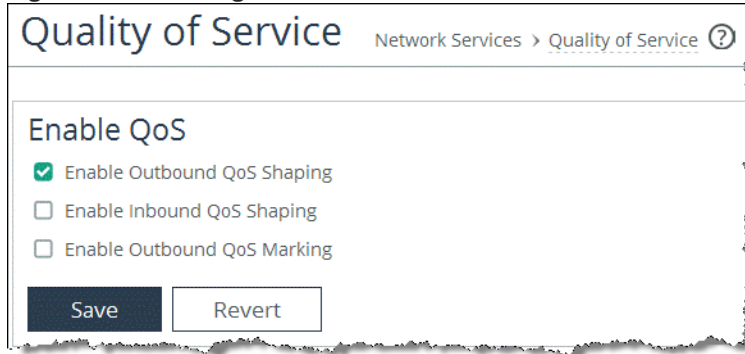 Quality of Service Network Services › Quality of Service ?
Enable QoS
Enable Outbound QoS Shaping
Enable Inbound QoS Shaping
Enable Outbound QoS Marking
Save Revert